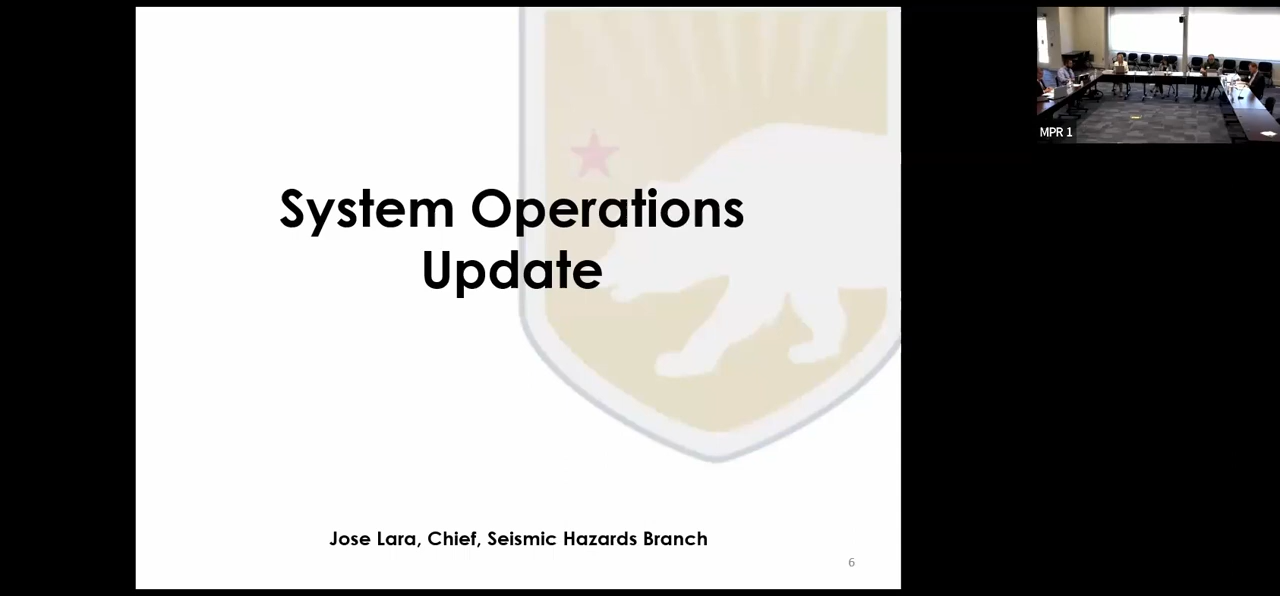 System Operations
Update
Jose Lara, Chief, Seismic Hazards Branch
6
MPR 1